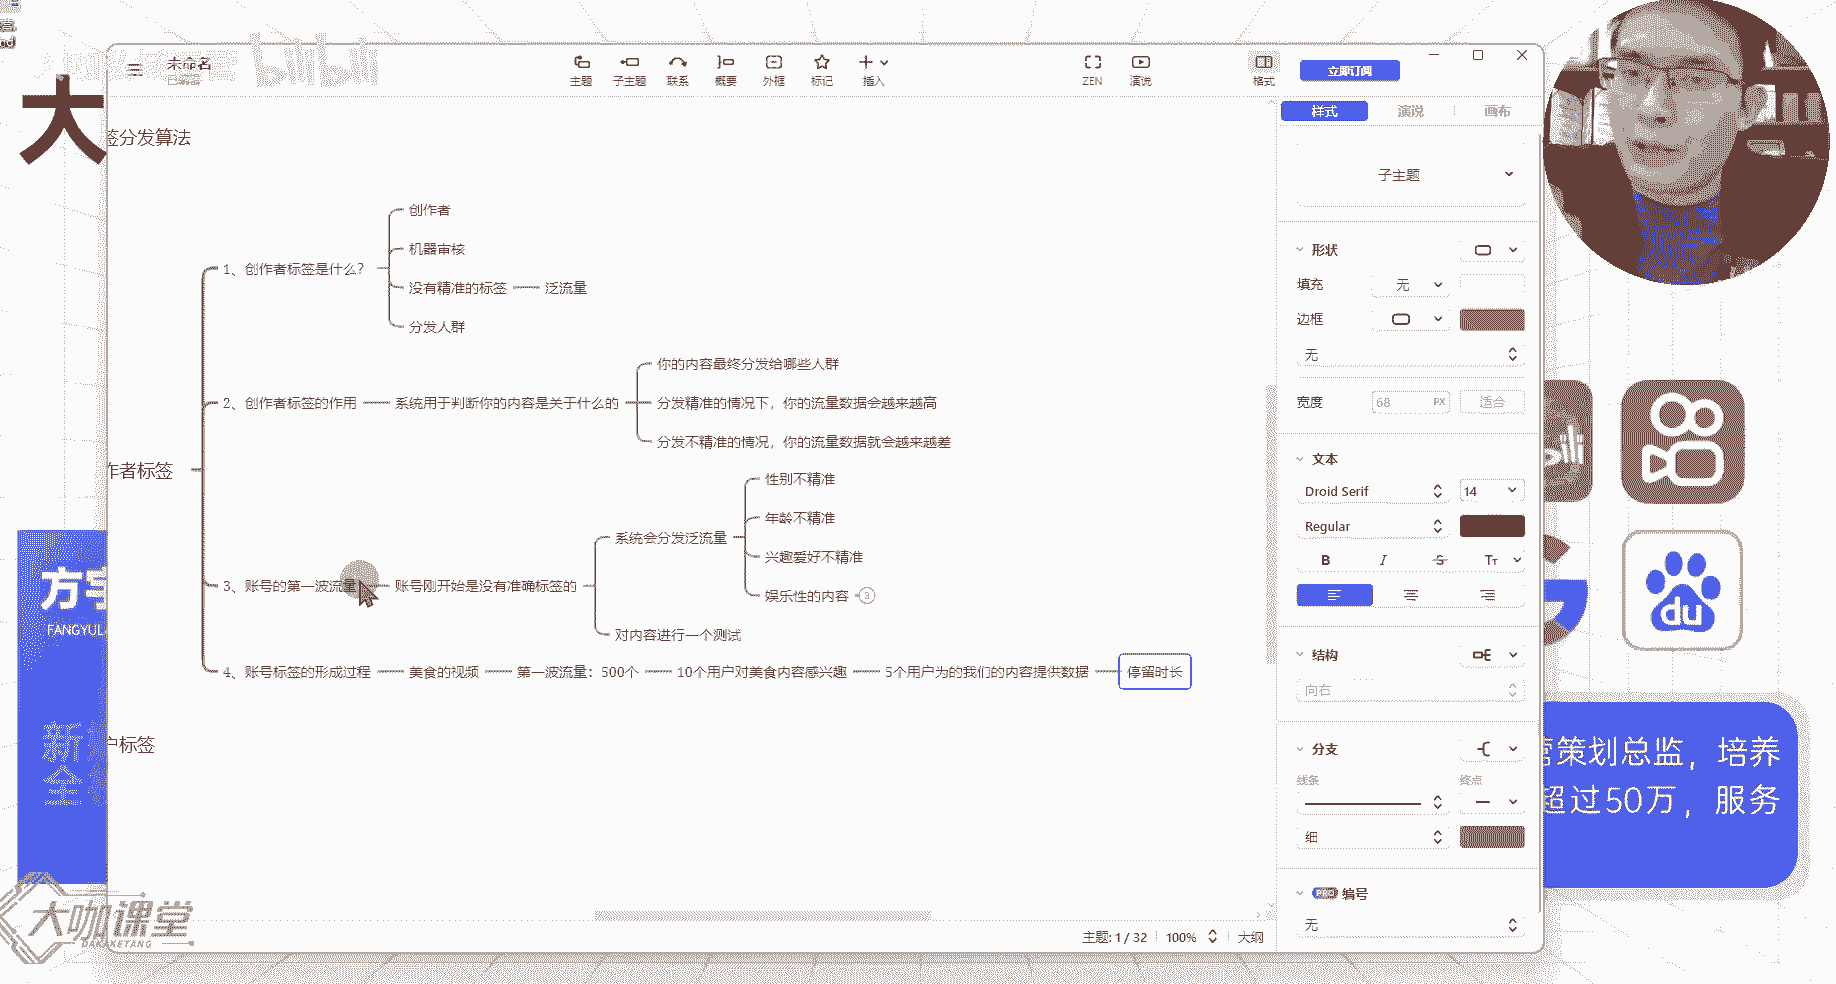 bilibili
未命名
主题
子主题
联系
概要
外框
标记
插入
ZEN
演说
格式
立即订阅
大
签分发算法
样式
演说
画布
子主题
创作者
机器审核
1、创作者标签是什么?
没有精准的标签
泛流量
分发人群
你的内容最终分发给哪些人群
2、创作者标签的作用
系统用于判断你的内容是关于什么的
分发精准的情况下，你的流量数据会越来越高
分发不精准的情况，你的流量数据就会越来越差
作者标签
性别不精准
年龄不精准
系统会分发泛流量
兴趣爱好不精准
3、账号的第一波流量
账号刚开始是没有准确标签的
娱乐性的内容
3
对内容进行一个测试
4、账号标签的形成过程
美食的视频
第一波流量：500个
10个用户对美食内容感兴趣
5个用户为的我们的内容提供数据
停留时长
户标签
形状
填充
无
边框
无
宽度
68
PX
适合
文本
Droid Serif
14
Regular
B
I
S
Tт
结构
向右
分支
线条
终点
细
PRO
编号
无
主题: 1 / 32
100%
大纲
方
FANGYUL
新
全
du
营策划总监，培养
超过50万，服务
大咖课堂
DAKAKETANG